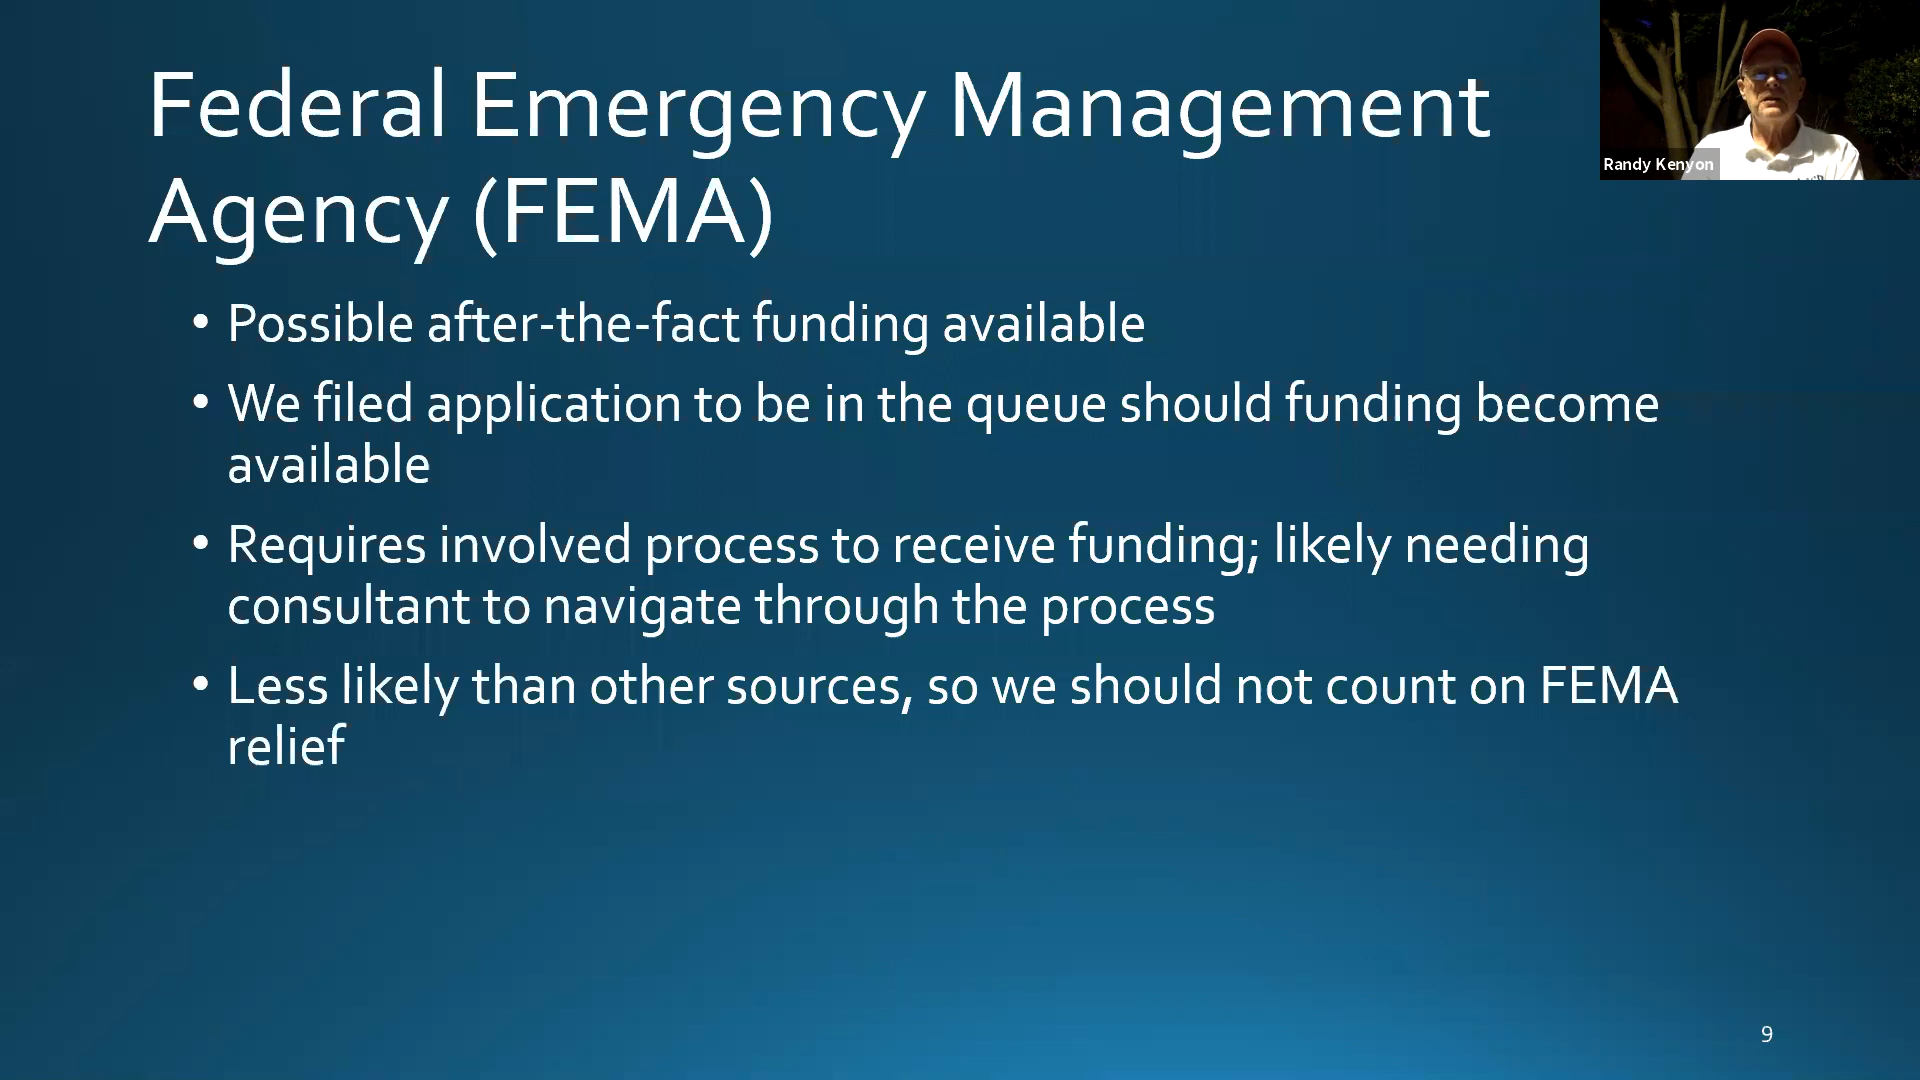 Federal Emergency Management
Agency (FEMA)
Randy Kenyon
• Possible after-the-fact funding available
• We filed application to be in the queue should funding become
available
• Requires involved process to receive funding; likely needing
consultant to navigate through the process
• Less likely than other sources, so we should not count on FEMA
relief
9